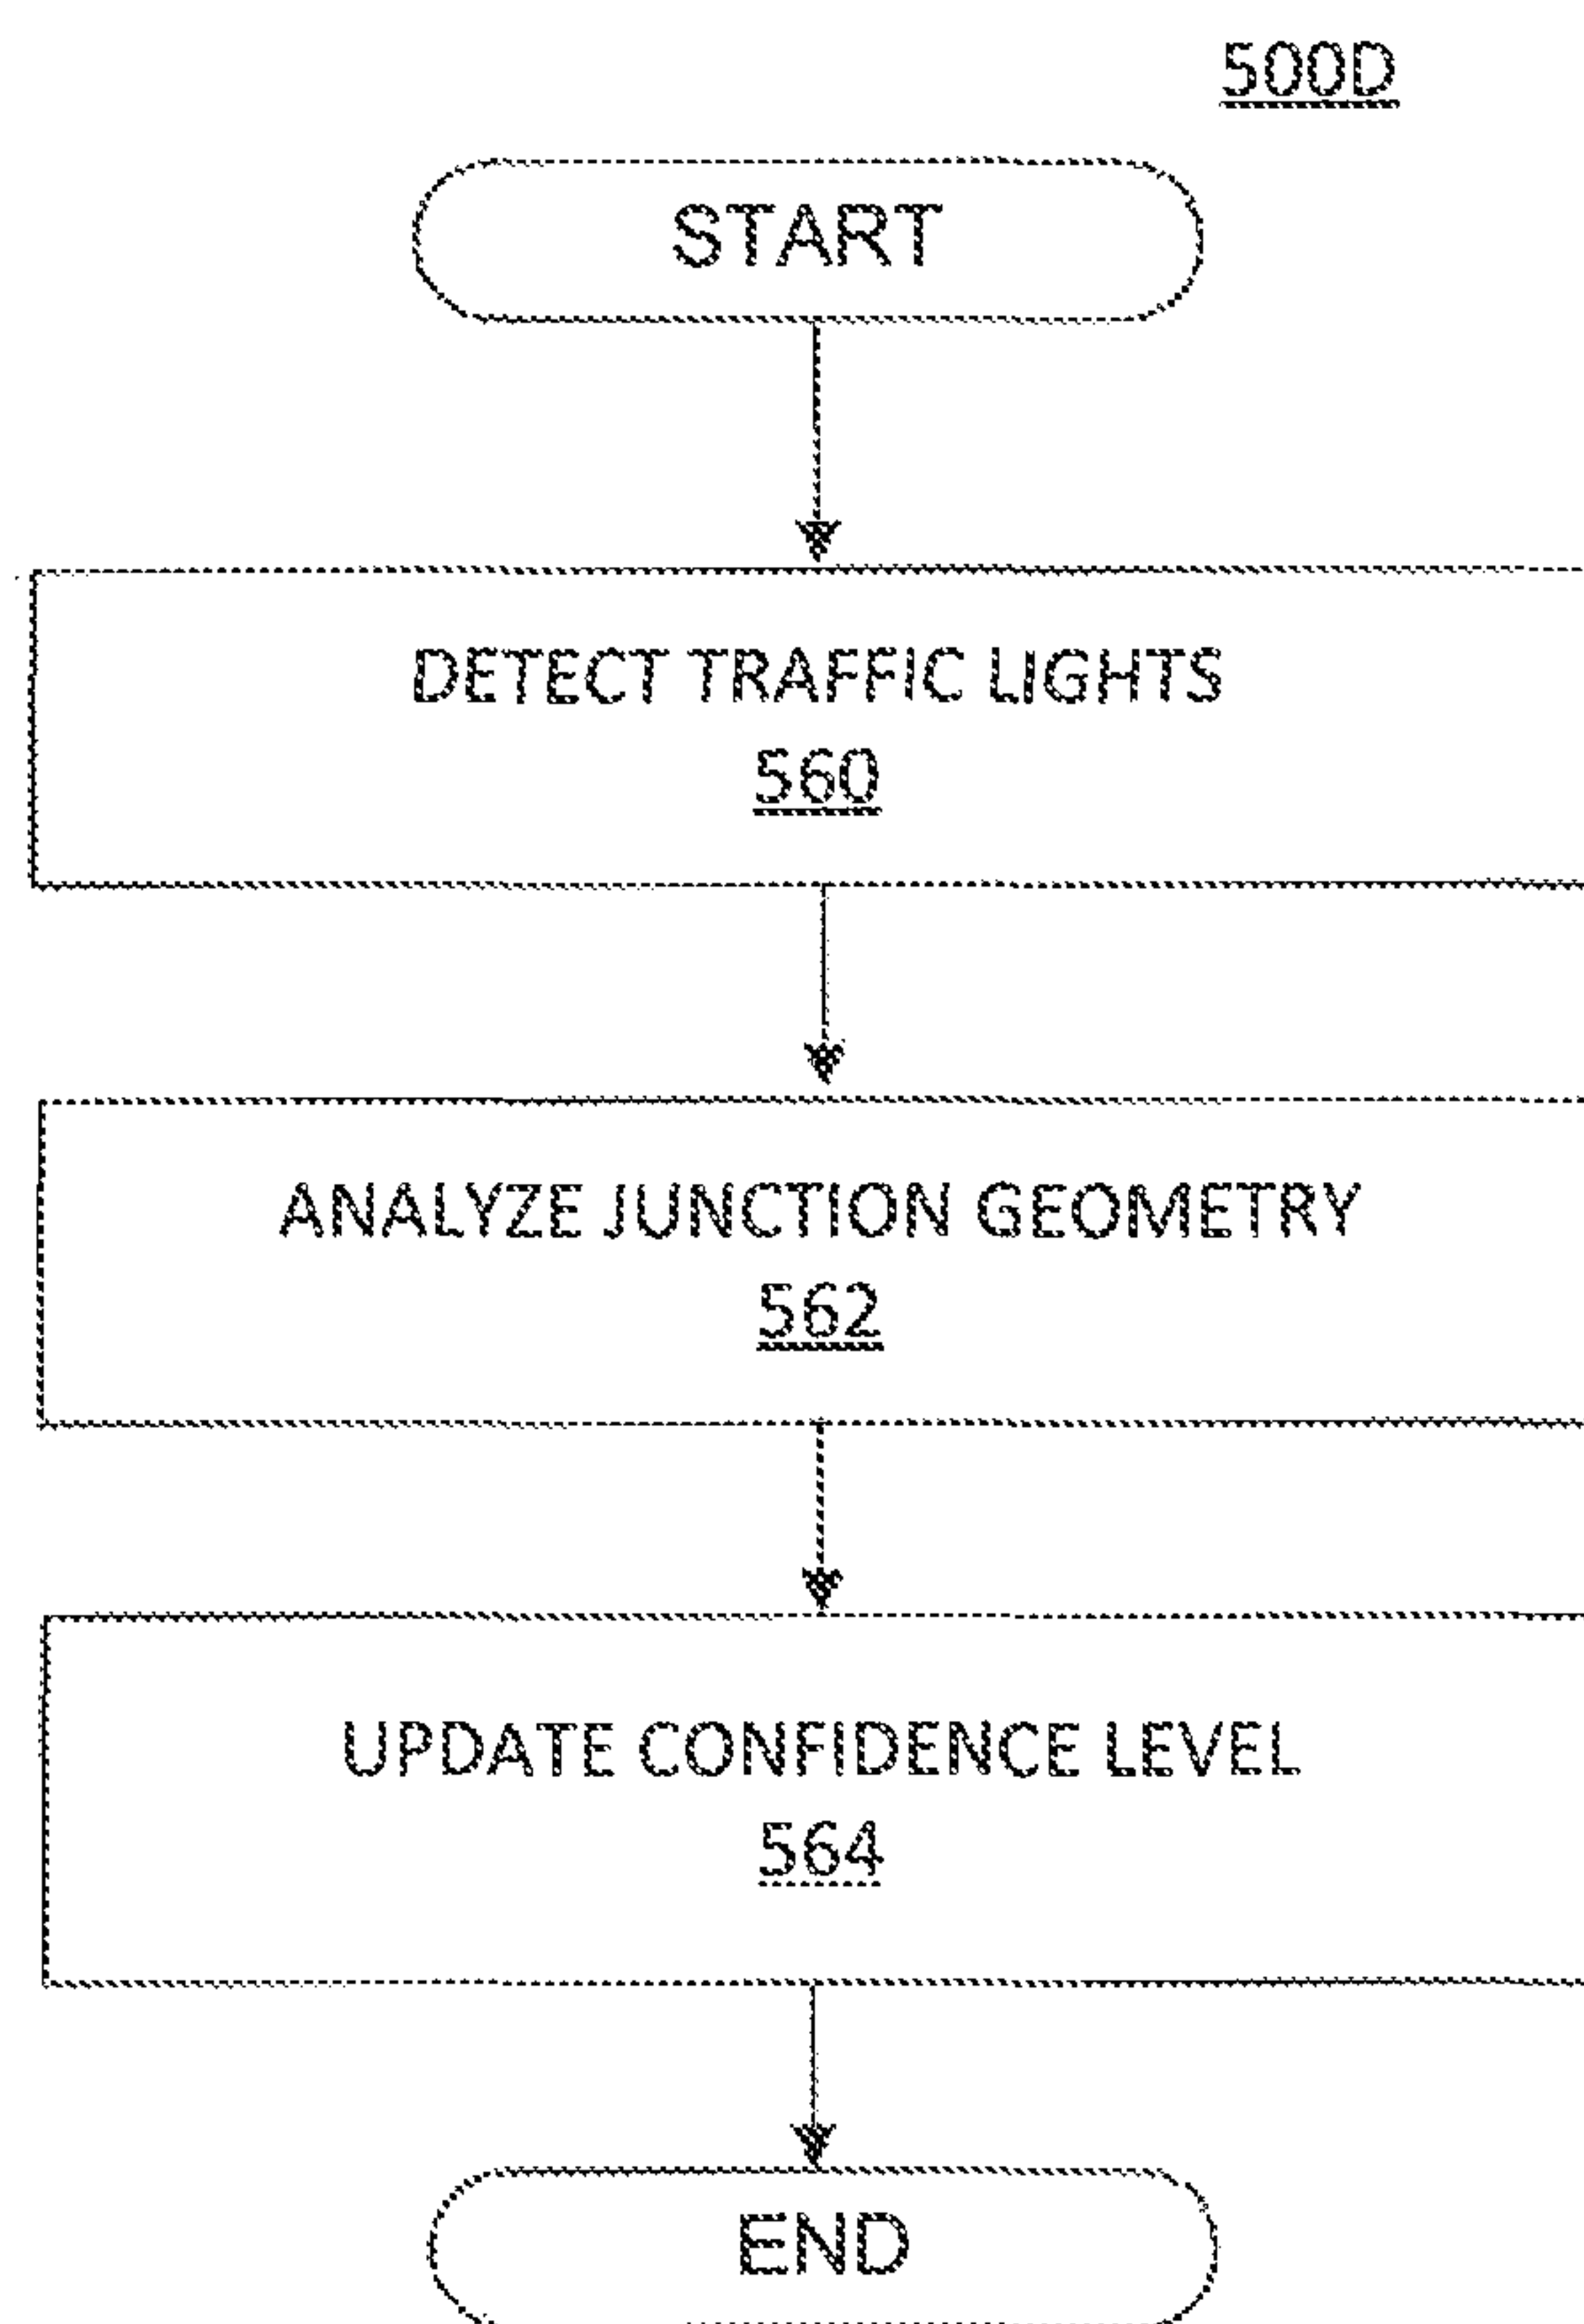 500D
START
DETECT TRAFFIC LIGHTS
560
ANALYZE JUNCTION GEOMETRY
562
UPDATE CONFIDENCE LEVEL
564
END